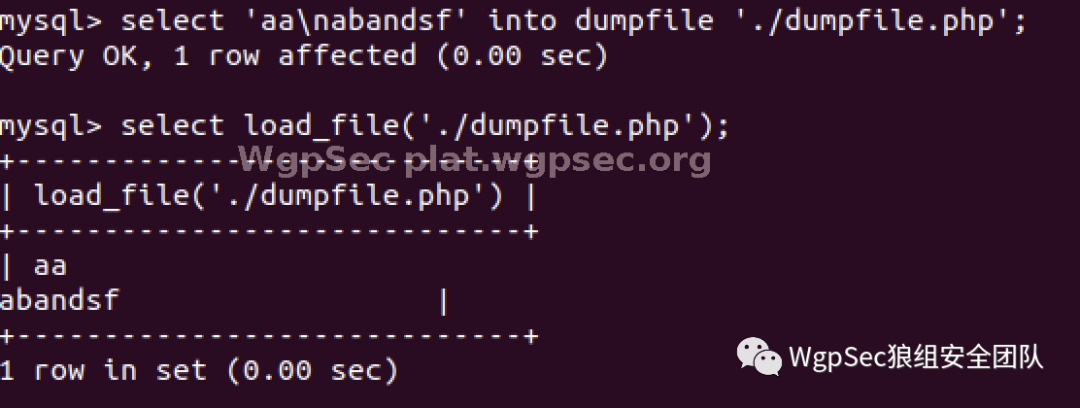 mysql> select 'aa\nabandsf' into dumpfile './dumpfile.php';
Query OK, 1 row affected (0.00 sec)
mysql> select load_file('./dumpfile.php');
+------------------------------+
WgpSec plat.wgpsec.org
| load_file('./dumpfile.php') |
+------------------------------+
| aa
abandsf                    |
+------------------------------+
1 row in set (0.00 sec)
WgpSec狼组安全团队